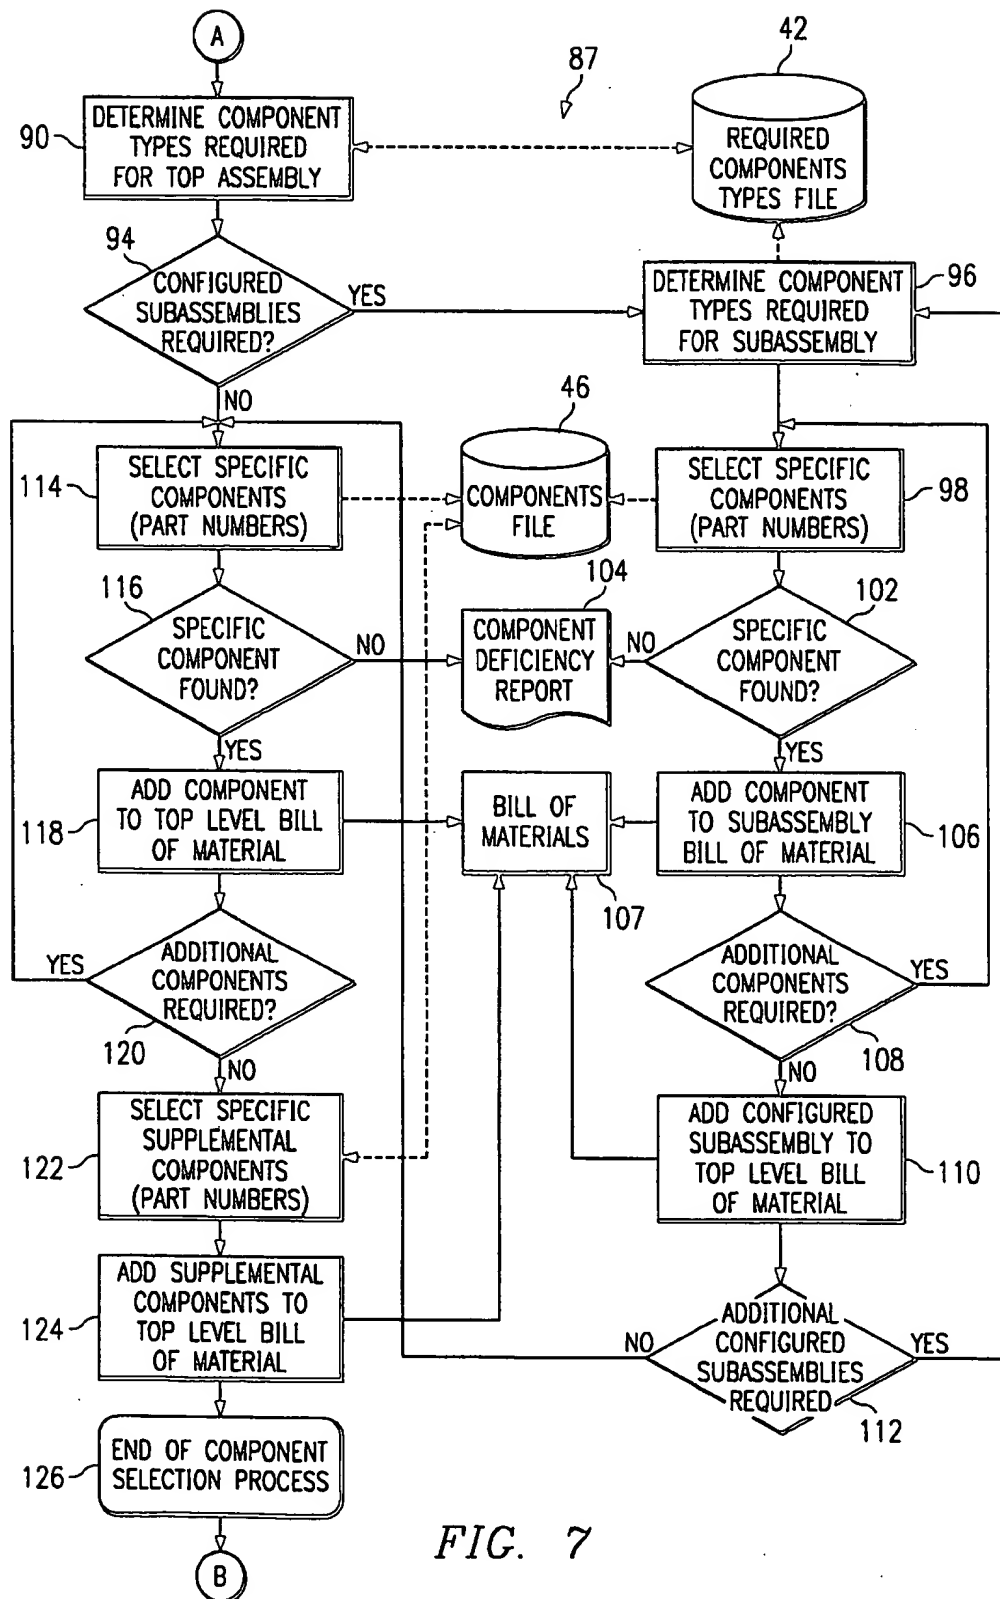 A
87
42
90
DETERMINE COMPONENT
TYPES REQUIRED
FOR TOP ASSEMBLY
REQUIRED
COMPONENTS
TYPES FILE
94
CONFIGURED
SUBASSEMBLIES
REQUIRED?
YES
NO
96
DETERMINE COMPONENT
TYPES REQUIRED
FOR SUBASSEMBLY
114
SELECT SPECIFIC
COMPONENTS
(PART NUMBERS)
46
COMPONENTS
FILE
98
SELECT SPECIFIC
COMPONENTS
(PART NUMBERS)
116
SPECIFIC
COMPONENT
FOUND?
NO
YES
104
COMPONENT
DEFICIENCY
REPORT
102
NO
SPECIFIC
COMPONENT
FOUND?
YES
118
ADD COMPONENT
TO TOP LEVEL BILL
OF MATERIAL
BILL OF
MATERIALS
107
ADD COMPONENT
TO SUBASSEMBLY
BILL OF MATERIAL
106
YES
ADDITIONAL
COMPONENTS
REQUIRED?
120
NO
ADDITIONAL
COMPONENTS
REQUIRED?
YES
108
NO
122
SELECT SPECIFIC
SUPPLEMENTAL
COMPONENTS
(PART NUMBERS)
ADD CONFIGURED
SUBASSEMBLY TO
TOP LEVEL BILL
OF MATERIAL
110
124
ADD SUPPLEMENTAL
COMPONENTS TO
TOP LEVEL BILL
OF MATERIAL
NO
ADDITIONAL
CONFIGURED
SUBASSEMBLIES
REQUIRED
YES
112
126
END OF COMPONENT
SELECTION PROCESS
B
FIG. 7